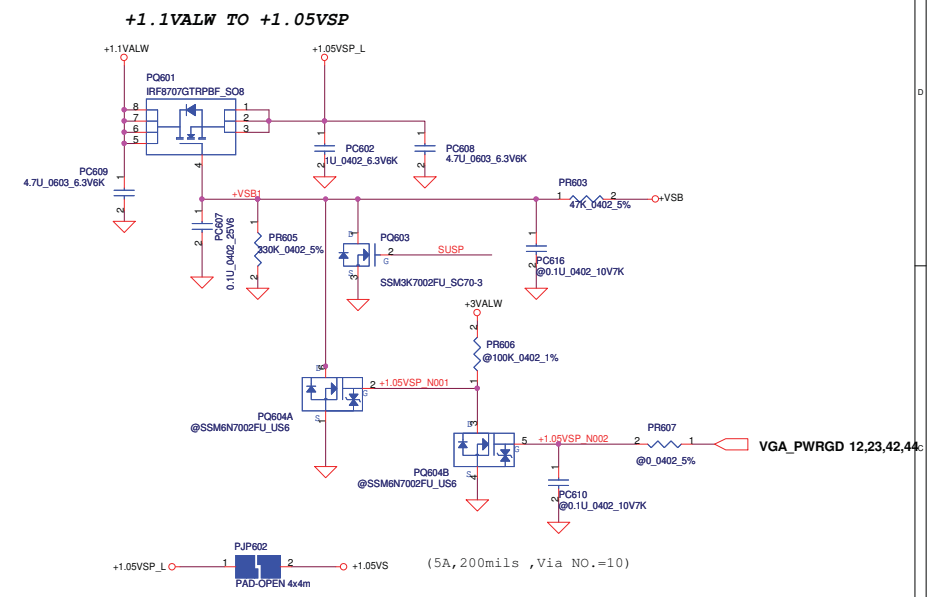 +1.1VALW TO +1.05VSP
+1.1VALW
+1.05VSP_L
D
PQ601
IRF8707GTRPBF_SO8
8
7
6
5
1
2
3
4
1
2
PC602
1U_0402_6.3V6K
1
2
PC608
4.7U_0603_6.3V6K
PC609
4.7U_0603_6.3V6K
1
2
+VSB1
PR603
1
2
47K_0402_5%
+VSB
1
2
PC607
0.1U_0402_25V6
1
2
PR605
330K_0402_5%
D
1
PQ603
2
G
SUSP
S
3
SSM3K7002FU_SC70-3
1
2
PC616
@0.1U_0402_10V7K
+3VALW
2
PR606
@100K_0402_1%
1
D
6
2
G
+1.05VSP_N001
S
1
PQ604A
@SSM6N7002FU_US6
D
3
5
G
+1.05VSP_N002
S
4
PQ604B
@SSM6N7002FU_US6
PR607
2
1
@0_0402_5%
VGA_PWRGD 12,23,42,44
C
1
2
PC610
@0.1U_0402_10V7K
PJP602
+1.05VSP_L
1
2
+1.05VS
(5A,200mils ,Via NO.=10)
PAD-OPEN 4x4m